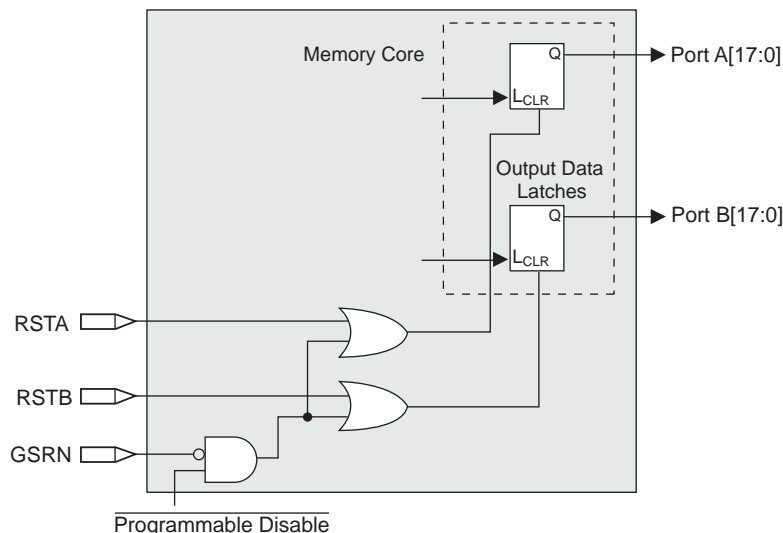 Memory Core
Q
Port A[17:0]
LCLR
Output Data
Latches
Q
Port B[17:0]
LCLR
RSTA
RSTB
GSRN
Programmable Disable